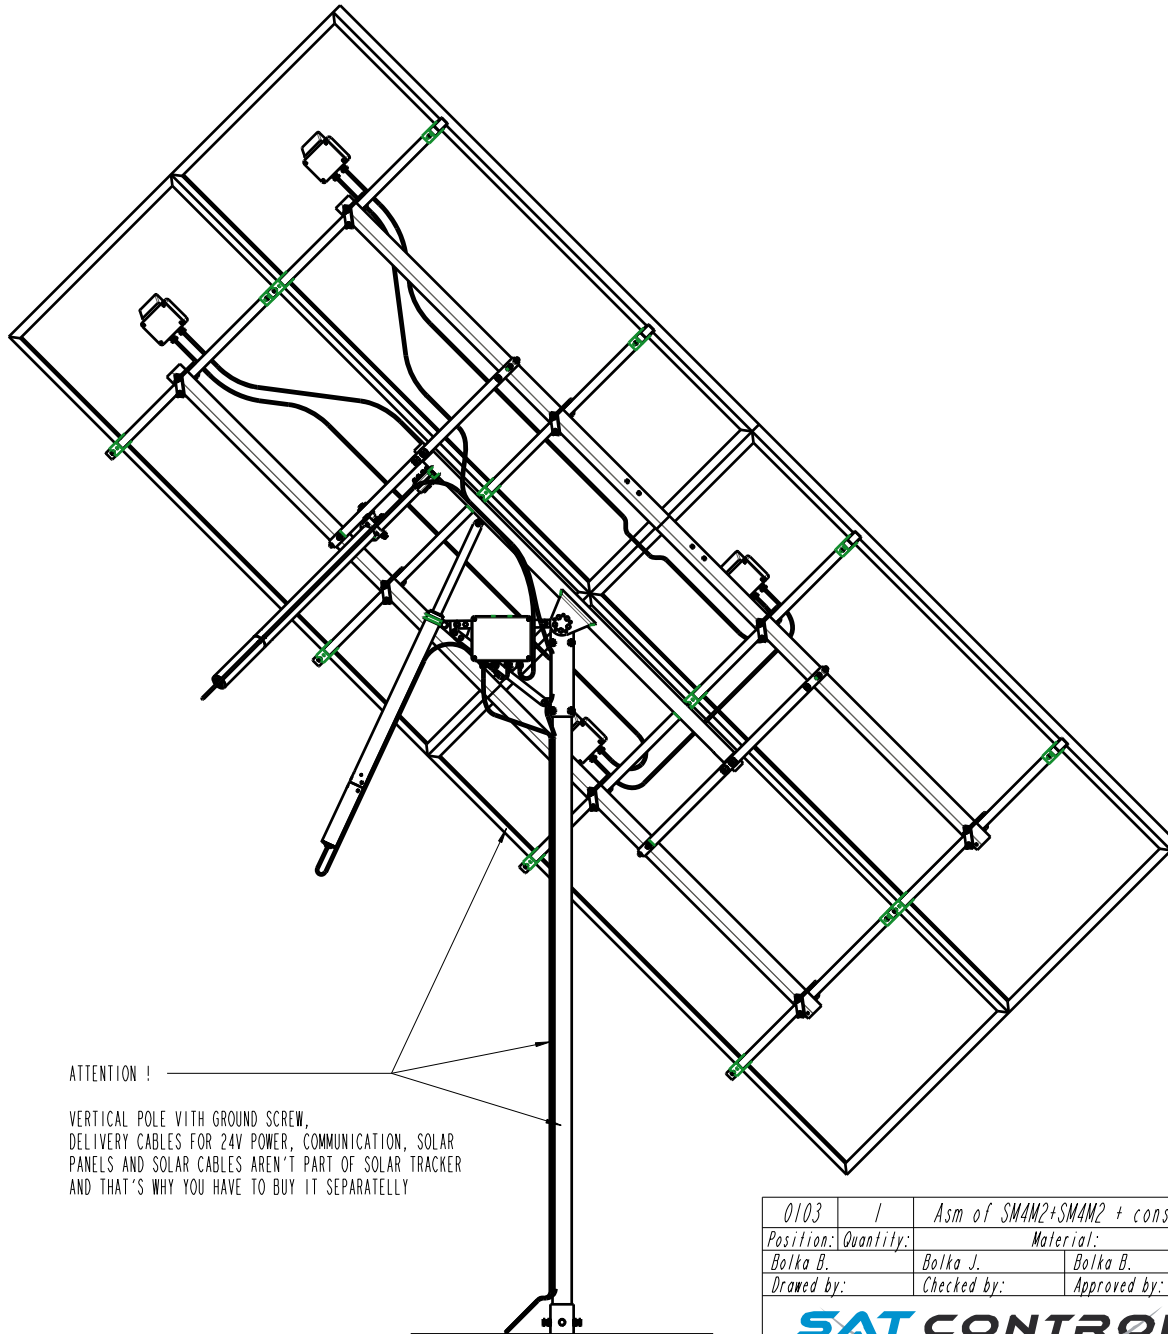 ATTENTION !
VERTICAL POLE VITH GROUND SCREW,
DELIVERY CABLES FOR 24V POWER, COMMUNICATION, SOLAR
PANELS AND SOLAR CABLES AREN'T PART OF SOLAR TRACKER
AND THAT'S WHY YOU HAVE TO BUY IT SEPARATELLY
0103 1 Asm of SM4M2+SM4M2 + cons
Position: Quantity: Material:
Bolka B. Bolka J. Bolka B.
Drawed by: Checked by: Approved by:
SAT CONTROL